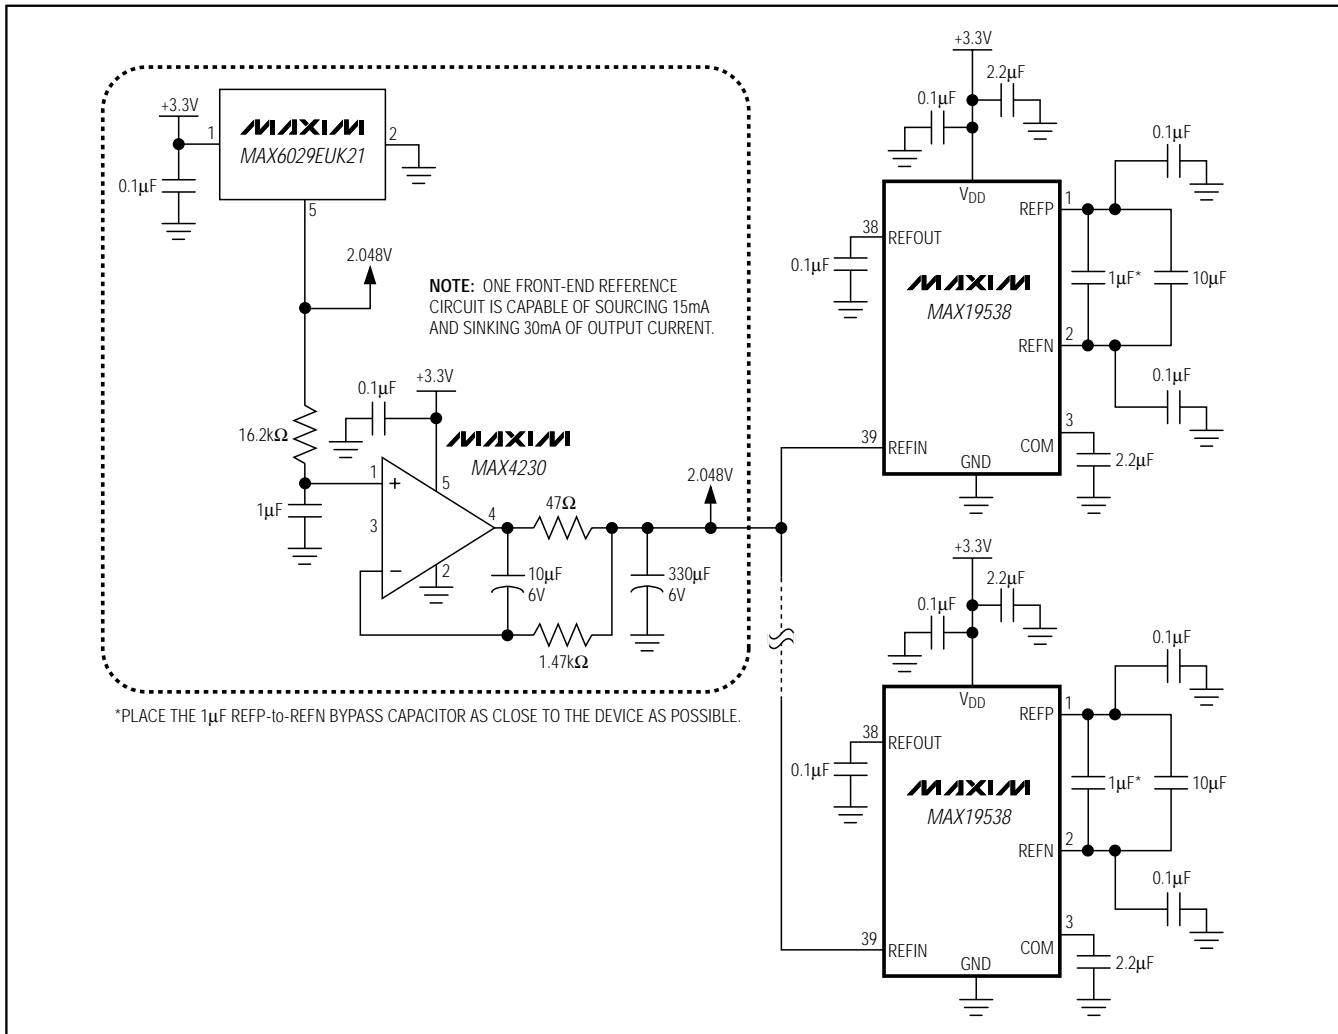 +3.3V
1
MAXIM
MAX6029EUK21
2
0.1µF
5
2.048V
NOTE: ONE FRONT-END REFERENCE
CIRCUIT IS CAPABLE OF SOURCING 15mA
AND SINKING 30mA OF OUTPUT CURRENT.
16.2kΩ
1µF
0.1µF
+3.3V
MAXIM
MAX4230
1
+
5
3
4
−
2
47Ω
10µF
6V
1.47kΩ
330µF
6V
2.048V
*PLACE THE 1µF REFP-to-REFN BYPASS CAPACITOR AS CLOSE TO THE DEVICE AS POSSIBLE.
+3.3V
2.2µF
0.1µF
VDD
REFP
1
0.1µF
38
REFOUT
0.1µF
MAXIM
MAX19538
1µF*
10µF
REFN
2
0.1µF
3
COM
2.2µF
39
REFIN
GND
+3.3V
2.2µF
0.1µF
VDD
REFP
1
0.1µF
38
REFOUT
0.1µF
MAXIM
MAX19538
1µF*
10µF
REFN
2
0.1µF
3
COM
2.2µF
39
REFIN
GND